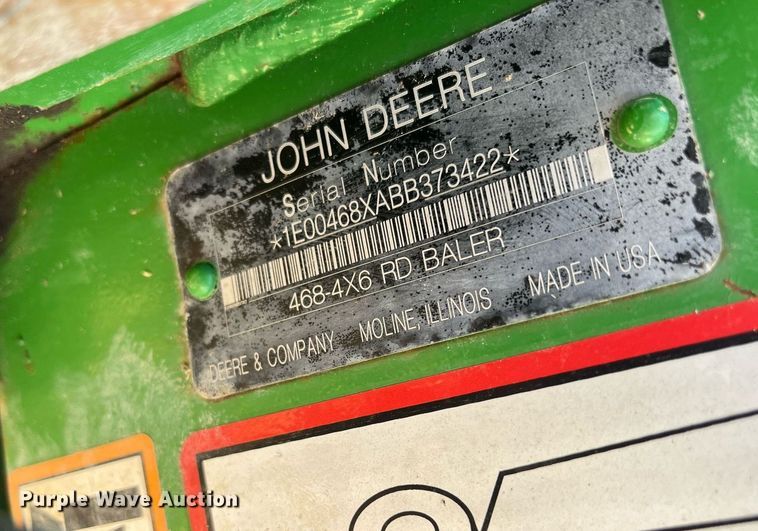 JOHN DEERE
Serial Number
*1E00468XABB373422*
468-4X6 RD BALER
DEERE & COMPANY MOLINE, ILLINOIS MADE IN USA
Purple Wave Auction